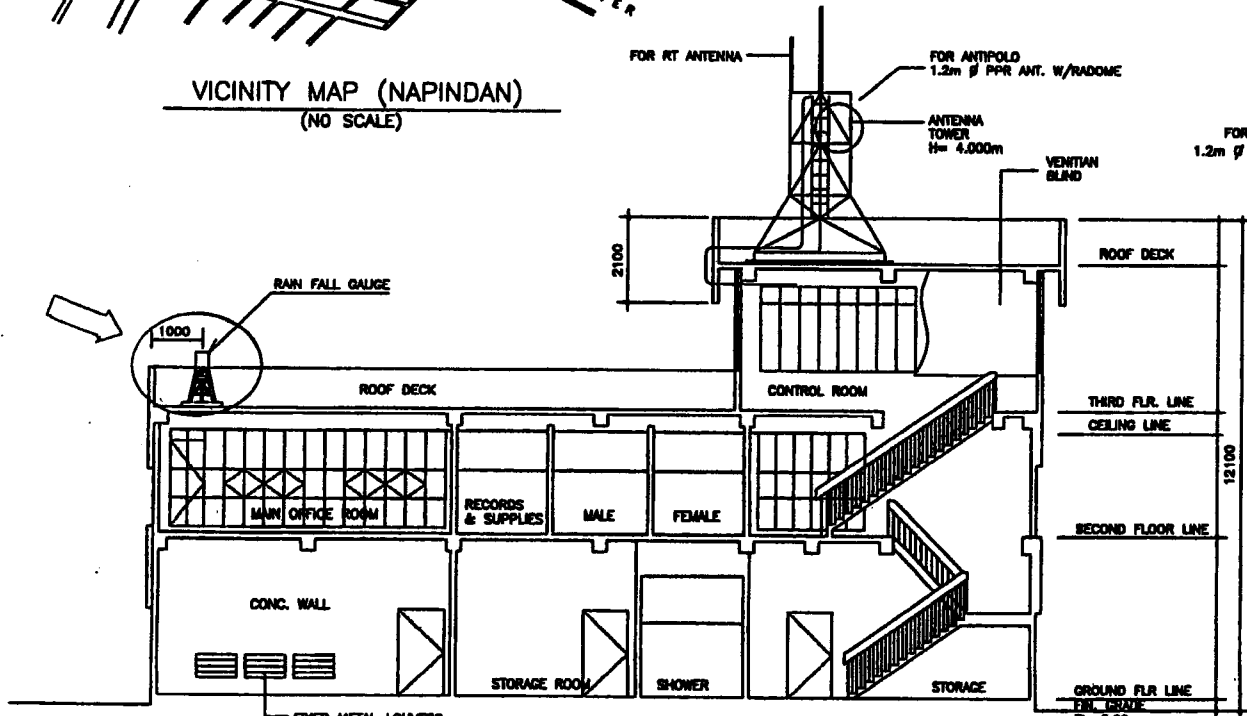 VICINITY MAP (NAPINDAN)
(NO SCALE)
FOR RT ANTENNA
FOR ANTIPOLO
1.2m Ø PPR ANT. W/RADOME
ANTENNA
TOWER
H= 4.000m
FOR
1.2m Ø
VENITIAN
BLIND
2100
ROOF DECK
RAIN FALL GAUGE
1000
ROOF DECK
CONTROL ROOM
THIRD FLR. LINE
CEILING LINE
12100
MAIN OFFICE ROOM
RECORDS
& SUPPLIES
MALE
FEMALE
SECOND FLOOR LINE
CONC. WALL
STORAGE ROOM
SHOWER
STORAGE
GROUND FLR LINE
FIN. GRADE